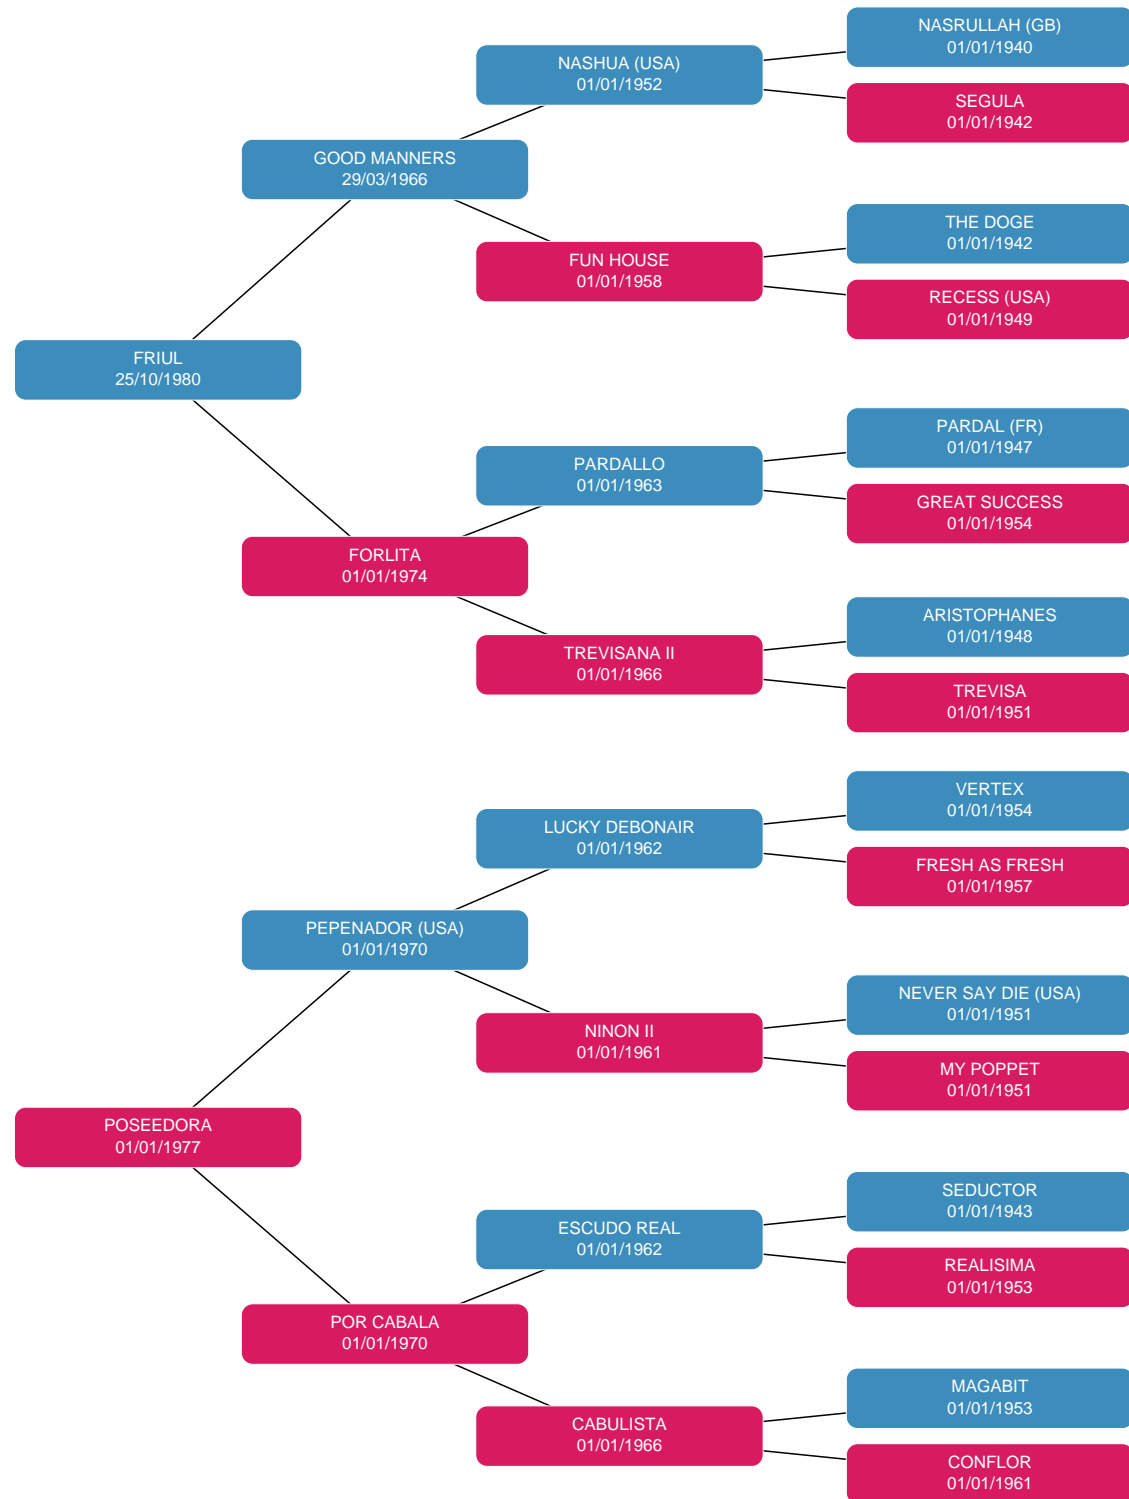 NASRULLAH (GB)
01/01/1940
NASHUA (USA)
01/01/1952
SEGULA
01/01/1942
GOOD MANNERS
29/03/1966
THE DOGE
01/01/1942
FUN HOUSE
01/01/1958
RECESS (USA)
01/01/1949
FRIUL
25/10/1980
PARDAL (FR)
01/01/1947
PARDALLO
01/01/1963
GREAT SUCCESS
01/01/1954
FORLITA
01/01/1974
ARISTOPHANES
01/01/1948
TREVISANA II
01/01/1966
TREVISA
01/01/1951
VERTEX
01/01/1954
LUCKY DEBONAIR
01/01/1962
FRESH AS FRESH
01/01/1957
PEPENADOR (USA)
01/01/1970
NEVER SAY DIE (USA)
01/01/1951
NINON II
01/01/1961
MY POPPET
01/01/1951
POSEEDORA
01/01/1977
SEDUCTOR
01/01/1943
ESCUDO REAL
01/01/1962
REALISIMA
01/01/1953
POR CABALA
01/01/1970
MAGABIT
01/01/1953
CABULISTA
01/01/1966
CONFLOR
01/01/1961